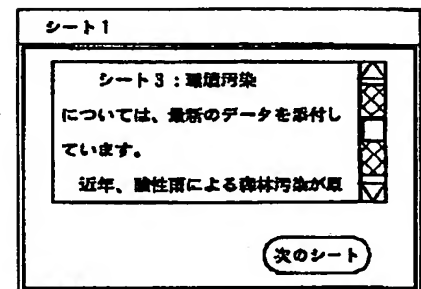 シート1
シート3：環境汚染
については、最新のデータを添付し
ています。
近年、酸性雨による森林汚染が原
次のシート